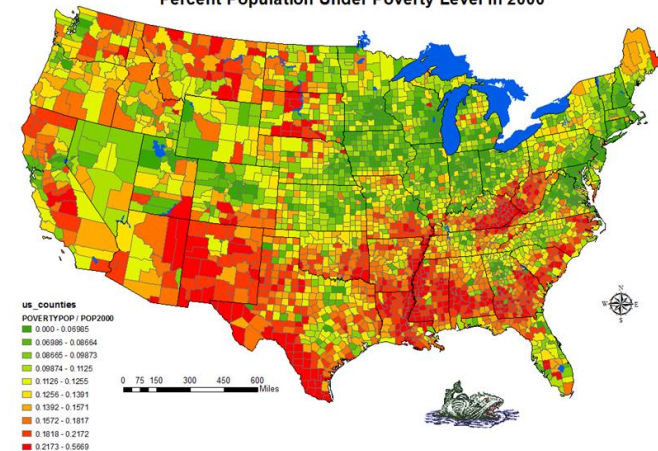 Percent Population Under Poverty Level in 2000
us_counties
POVERTYPOP / POP2000
0.000 - 0.06985
0.06986 - 0.08664
0.08665 - 0.09873
0.09874 - 0.1125
0.1126 - 0.1255
0.1256 - 0.1391
0.1392 - 0.1571
0.1572 - 0.1817
0.1818 - 0.2172
0.2173 - 0.5669
0 75 150 300 450 600
Miles
N
W E
S